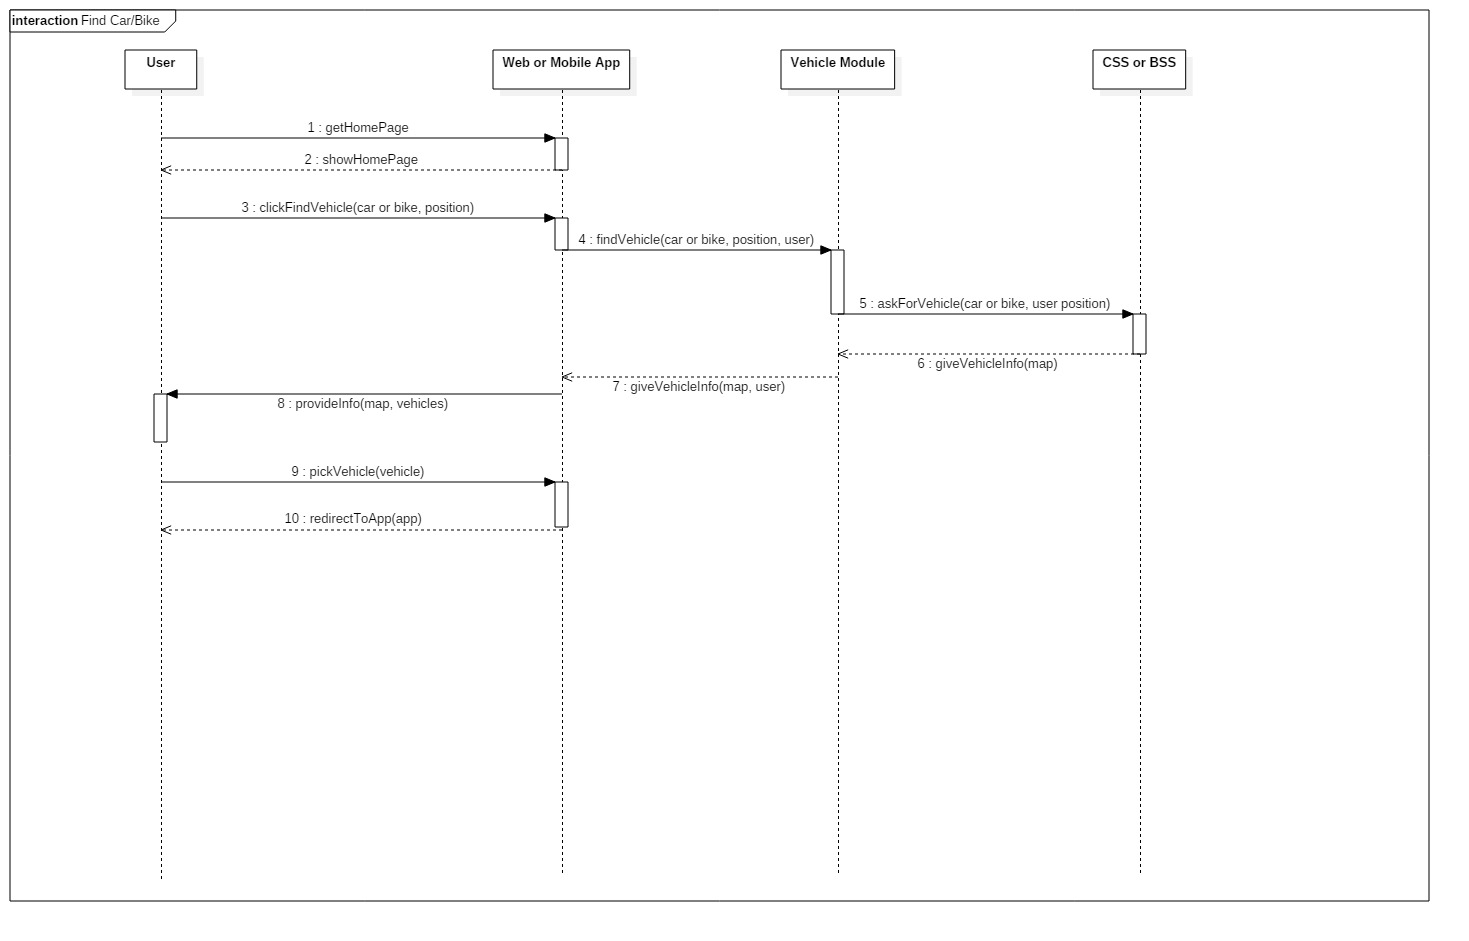 interaction Find Car/Bike
User
Web or Mobile App
Vehicle Module
CSS or BSS
1 : getHomePage
2 : showHomePage
3 : clickFindVehicle(car or bike, position)
4 : findVehicle(car or bike, position, user)
5 : askForVehicle(car or bike, user position)
6 : giveVehicleInfo(map)
7 : giveVehicleInfo(map, user)
8 : provideInfo(map, vehicles)
9 : pickVehicle(vehicle)
10 : redirectToApp(app)